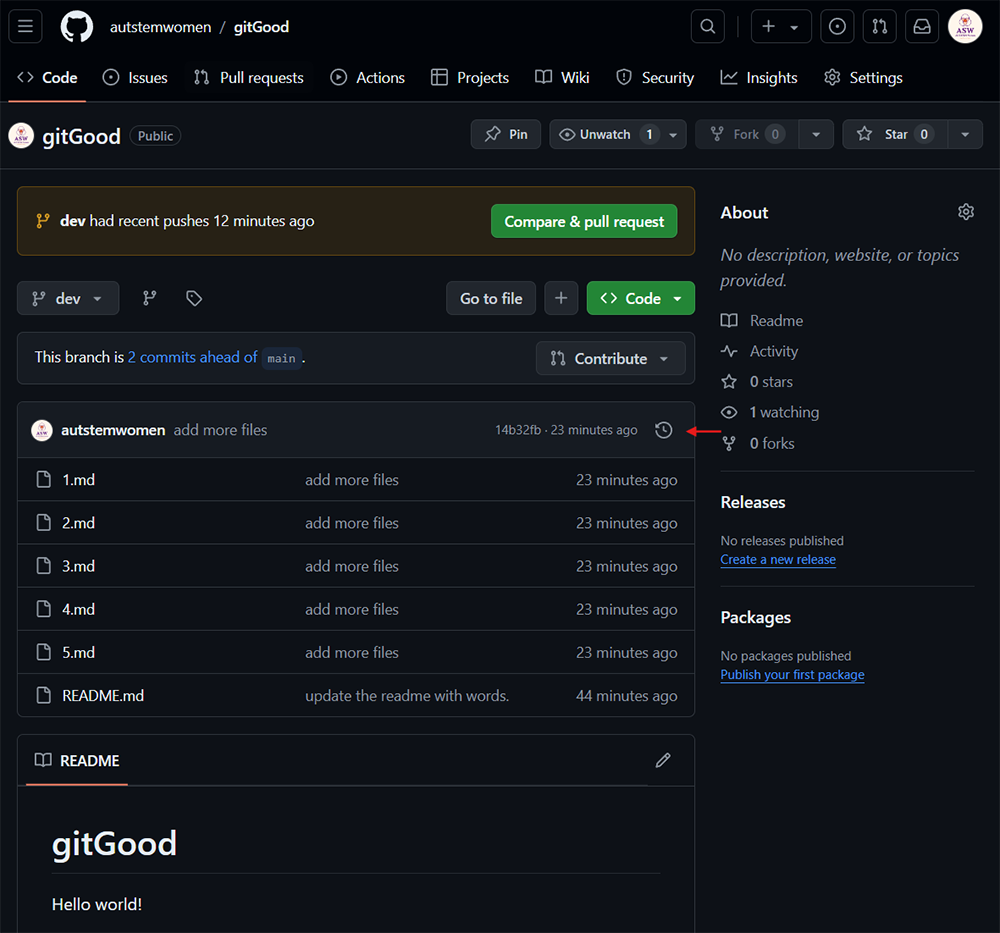 autstemwomen / gitGood
Code Issues Pull requests Actions Projects Wiki Security Insights Settings
gitGood Public Pin Unwatch 1 Fork 0 Star 0
dev had recent pushes 12 minutes ago Compare & pull request
dev Go to file Code
This branch is 2 commits ahead of main . Contribute
autstemwomen add more files 14b32fb · 23 minutes ago
1.md add more files 23 minutes ago
2.md add more files 23 minutes ago
3.md add more files 23 minutes ago
4.md add more files 23 minutes ago
5.md add more files 23 minutes ago
README.md update the readme with words. 44 minutes ago
README
gitGood
Hello world!
About
No description, website, or topics
provided.
Readme
Activity
0 stars
1 watching
0 forks
Releases
No releases published
Create a new release
Packages
No packages published
Publish your first package
ASW